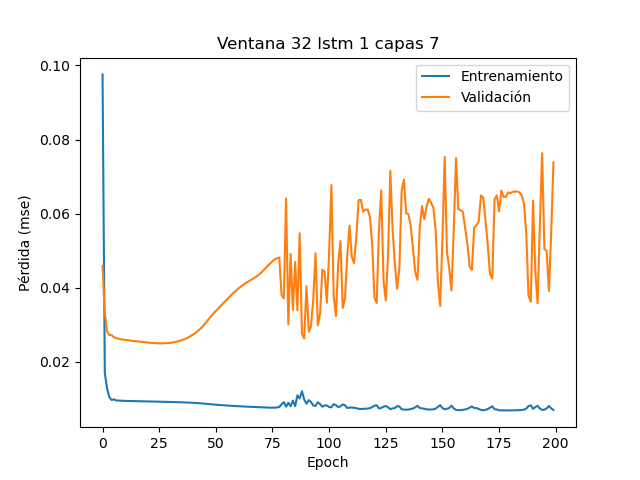 Ventana 32 lstm 1 capas 7
Entrenamiento
Validación
Pérdida (mse)
0.10
0.08
0.06
0.04
0.02
0 25 50 75 100 125 150 175 200
Epoch